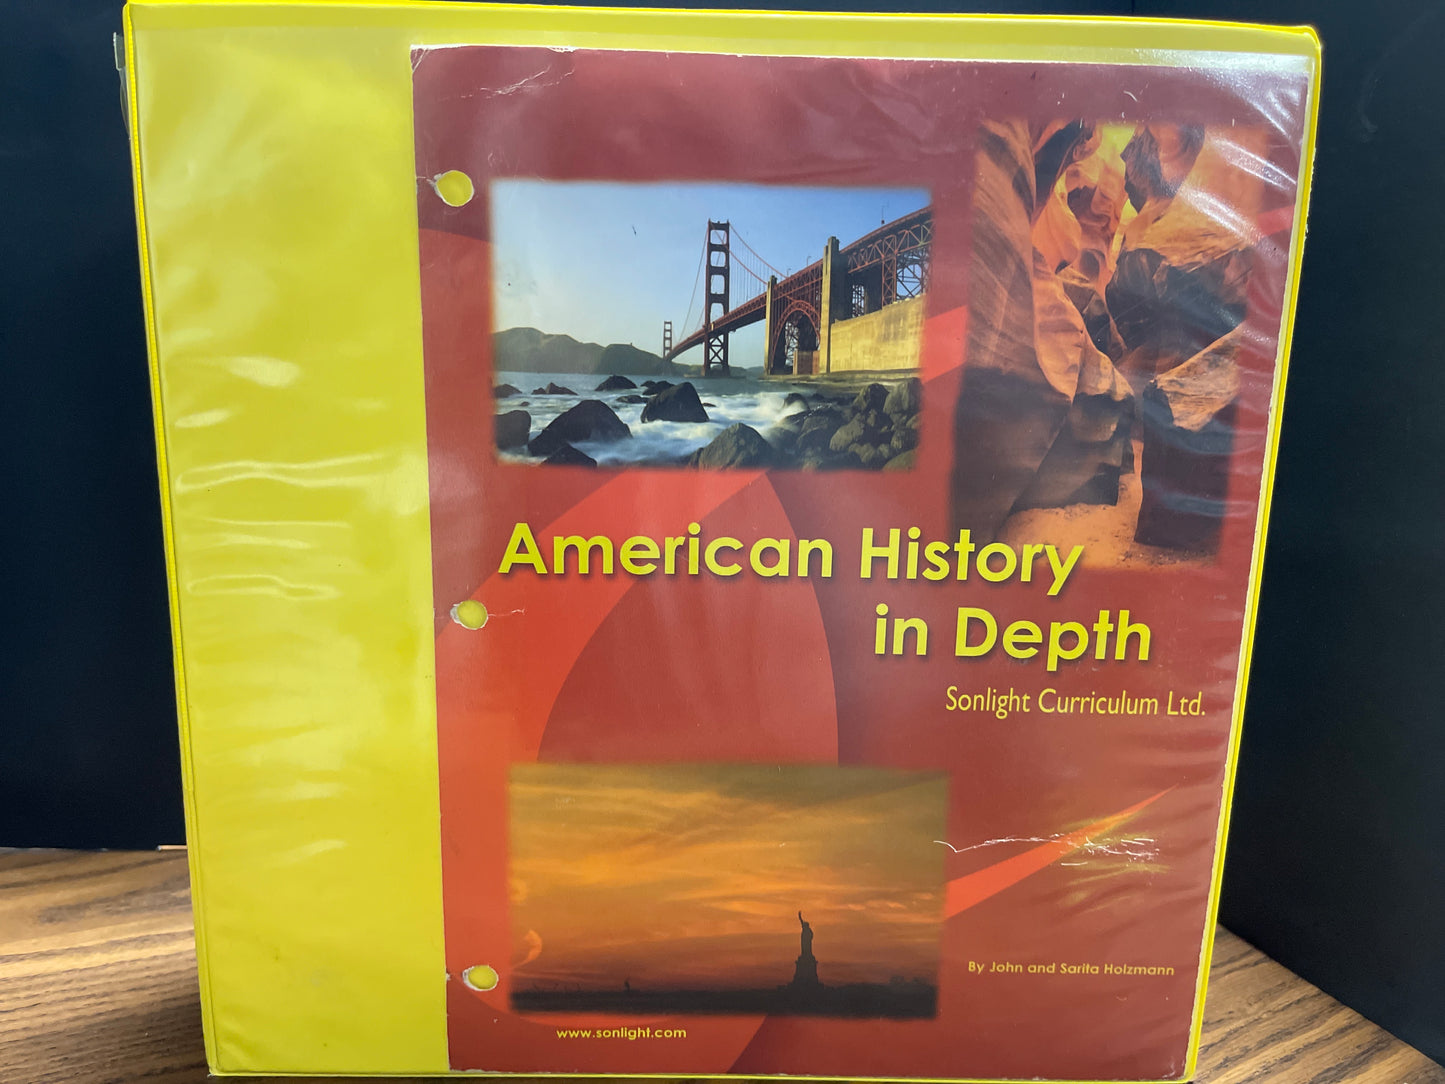 American History
in Depth
Sonlight Curriculum Ltd.
By John and Sarita Holzmann
www.sonlight.com